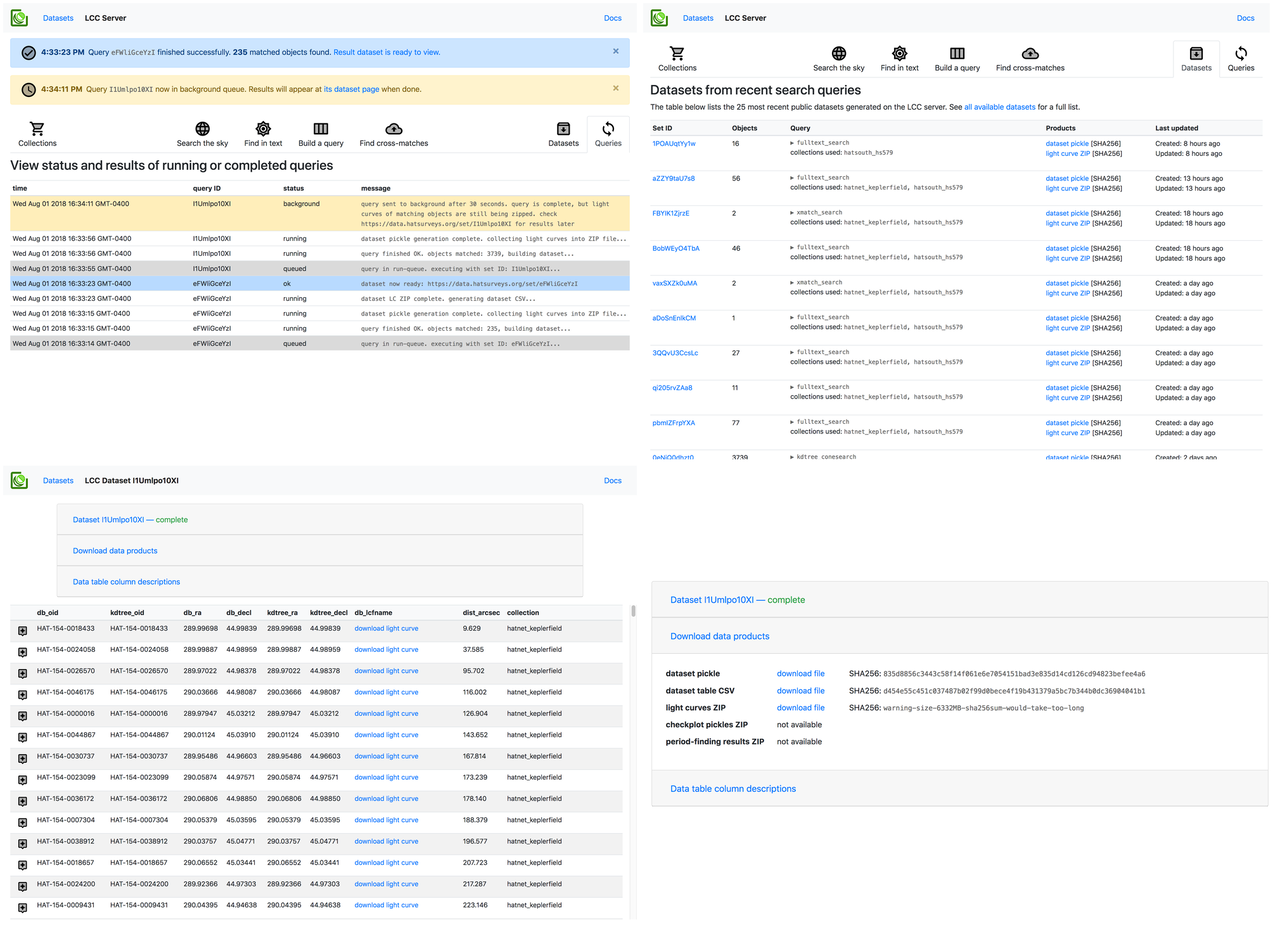 Datasets LCC Server Docs
4:33:23 PM Query eFWliGceYzI finished successfully. 235 matched objects found. Result dataset is ready to view. ×
4:34:11 PM Query I1Umlpo10XI now in background queue. Results will appear at its dataset page when done. ×
Collections Search the sky Find in text Build a query Find cross-matches Datasets Queries
View status and results of running or completed queries
time query ID status message
Wed Aug 01 2018 16:34:11 GMT-0400 I1Umlpo10XI background query sent to background after 30 seconds. query is complete, but light
curves of matching objects are still being zipped. check
https://data.hatsurveys.org/set/I1Umlpo10XI for results later
Wed Aug 01 2018 16:33:56 GMT-0400 I1Umlpo10XI running dataset pickle generation complete. collecting light curves into ZIP file...
Wed Aug 01 2018 16:33:56 GMT-0400 I1Umlpo10XI running query finished OK. objects matched: 3739, building dataset...
Wed Aug 01 2018 16:33:55 GMT-0400 I1Umlpo10XI queued query in run-queue. executing with set ID: I1Umlpo10XI...
Wed Aug 01 2018 16:33:23 GMT-0400 eFWliGceYzI ok dataset now ready: https://data.hatsurveys.org/set/eFWliGceYzI
Wed Aug 01 2018 16:33:23 GMT-0400 eFWliGceYzI running dataset LC ZIP complete. generating dataset CSV...
Wed Aug 01 2018 16:33:15 GMT-0400 eFWliGceYzI running dataset pickle generation complete. collecting light curves into ZIP file...
Wed Aug 01 2018 16:33:15 GMT-0400 eFWliGceYzI running query finished OK. objects matched: 235, building dataset...
Wed Aug 01 2018 16:33:14 GMT-0400 eFWliGceYzI queued query in run-queue. executing with set ID: eFWliGceYzI...
Datasets LCC Server Docs
Collections Search the sky Find in text Build a query Find cross-matches Datasets Queries
Datasets from recent search queries
The table below lists the 25 most recent public datasets generated on the LCC server. See all available datasets for a full list.
Set ID Objects Query Products Last updated
1POAUqtYy1w 16 ▸ fulltext_search dataset pickle [SHA256] Created: 8 hours ago
collections used: hatsouth_hs579 light curve ZIP [SHA256] Updated: 8 hours ago
aZZY9taU7s8 56 ▸ fulltext_search dataset pickle [SHA256] Created: 13 hours ago
collections used: hatnet_keplerfield, hatsouth_hs579 light curve ZIP [SHA256] Updated: 13 hours ago
FBYIK1ZjrzE 2 ▸ xmatch_search dataset pickle [SHA256] Created: 18 hours ago
collections used: hatnet_keplerfield, hatsouth_hs579 light curve ZIP [SHA256] Updated: 18 hours ago
BobWEyO4TbA 46 ▸ fulltext_search dataset pickle [SHA256] Created: 18 hours ago
collections used: hatnet_keplerfield, hatsouth_hs579 light curve ZIP [SHA256] Updated: 18 hours ago
vaxSXZk0uMA 2 ▸ xmatch_search dataset pickle [SHA256] Created: a day ago
collections used: hatnet_keplerfield, hatsouth_hs579 light curve ZIP [SHA256] Updated: a day ago
aDoSnEnlkCM 1 ▸ fulltext_search dataset pickle [SHA256] Created: a day ago
collections used: hatnet_keplerfield, hatsouth_hs579 light curve ZIP [SHA256] Updated: a day ago
3QQvU3CcsLc 27 ▸ fulltext_search dataset pickle [SHA256] Created: a day ago
collections used: hatnet_keplerfield, hatsouth_hs579 light curve ZIP [SHA256] Updated: a day ago
qi205rvZAa8 11 ▸ fulltext_search dataset pickle [SHA256] Created: a day ago
collections used: hatnet_keplerfield, hatsouth_hs579 light curve ZIP [SHA256] Updated: a day ago
pbmIZFrpYXA 77 ▸ fulltext_search dataset pickle [SHA256] Created: a day ago
collections used: hatnet_keplerfield, hatsouth_hs579 light curve ZIP [SHA256] Updated: a day ago
3739 ▸ kdtree conesearch dataset pickle [SHA256] Created: 2 days ago
Datasets LCC Dataset I1Umlpo10XI Docs
Dataset I1Umlpo10XI — complete
Download data products
Data table column descriptions
db_oid kdtree_oid db_ra db_decl kdtree_ra kdtree_decl db_lcfname dist_arcsec collection
HAT-154-0018433 HAT-154-0018433 289.99698 44.99839 289.99698 44.99839 download light curve 9.629 hatnet_keplerfield
HAT-154-0024058 HAT-154-0024058 289.99887 44.98959 289.99887 44.98959 download light curve 37.585 hatnet_keplerfield
HAT-154-0026570 HAT-154-0026570 289.97022 44.98378 289.97022 44.98378 download light curve 95.702 hatnet_keplerfield
HAT-154-0046175 HAT-154-0046175 290.03666 44.98087 290.03666 44.98087 download light curve 116.002 hatnet_keplerfield
HAT-154-0000016 HAT-154-0000016 289.97947 45.03212 289.97947 45.03212 download light curve 126.904 hatnet_keplerfield
HAT-154-0044867 HAT-154-0044867 290.01124 45.03910 290.01124 45.03910 download light curve 143.652 hatnet_keplerfield
HAT-154-0030737 HAT-154-0030737 289.95486 44.96603 289.95486 44.96603 download light curve 167.814 hatnet_keplerfield
HAT-154-0023099 HAT-154-0023099 290.05874 44.97571 290.05874 44.97571 download light curve 173.239 hatnet_keplerfield
HAT-154-0036172 HAT-154-0036172 290.06806 44.98850 290.06806 44.98850 download light curve 178.140 hatnet_keplerfield
HAT-154-0007304 HAT-154-0007304 290.05379 45.03595 290.05379 45.03595 download light curve 188.379 hatnet_keplerfield
HAT-154-0038912 HAT-154-0038912 290.03757 45.04771 290.03757 45.04771 download light curve 196.577 hatnet_keplerfield
HAT-154-0018657 HAT-154-0018657 290.06552 45.03441 290.06552 45.03441 download light curve 207.723 hatnet_keplerfield
HAT-154-0024200 HAT-154-0024200 289.92366 44.97303 289.92366 44.97303 download light curve 217.287 hatnet_keplerfield
HAT-154-0009431 HAT-154-0009431 290.04395 44.94638 290.04395 44.94638 download light curve 223.146 hatnet_keplerfield
Dataset I1Umlpo10XI — complete
Download data products
dataset pickle download file SHA256: 835d8856c3443c58f14f061e6e7054151bad3e835d14cd126cd94823befee4a6
dataset table CSV download file SHA256: d454e55c451c037487b02f99d0bece4f19b431379a5bc7b344b0dc36904041b1
light curves ZIP download file SHA256: warning-size-6332MB-sha256sum-would-take-too-long
checkplot pickles ZIP not available
period-finding results ZIP not available
Data table column descriptions